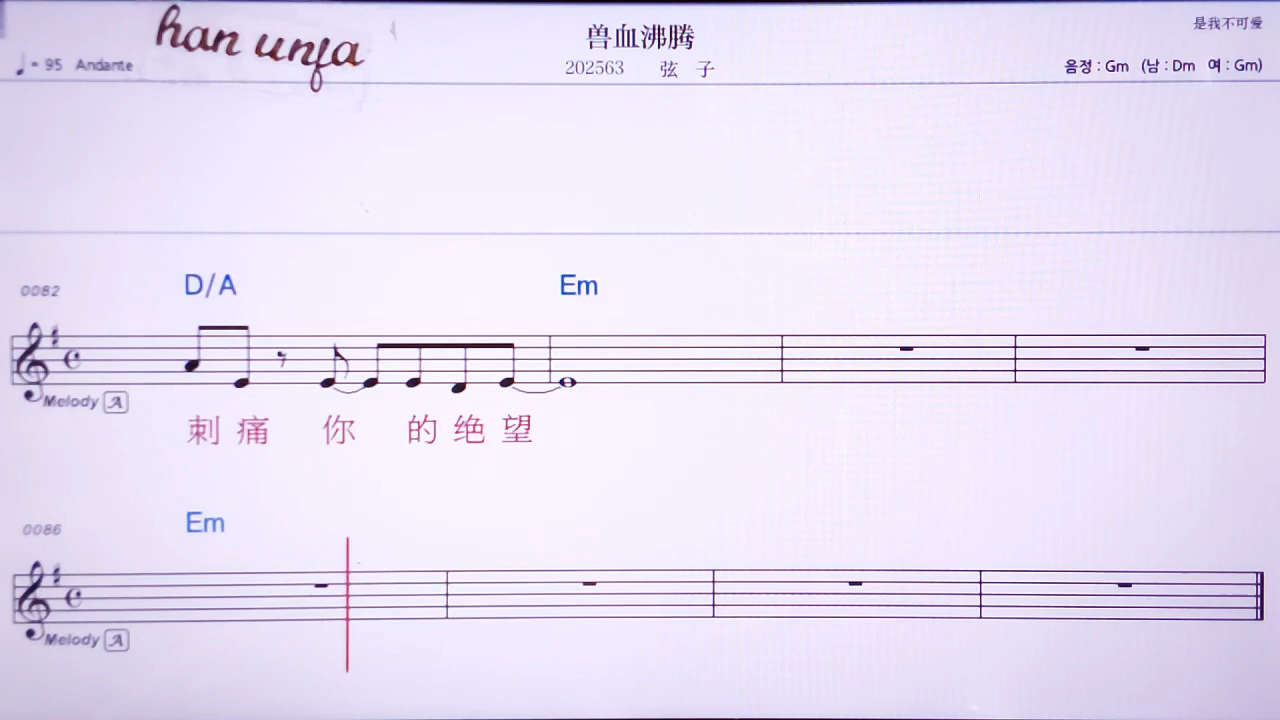 han unfa
兽血沸腾
是我不可爱
♩= 95 Andante
202563 弦 子
음정 : Gm (남 : Dm 여 : Gm)
0082
D/A Em
Melody A
刺 痛 你 的 绝 望
0086
Em
Melody A